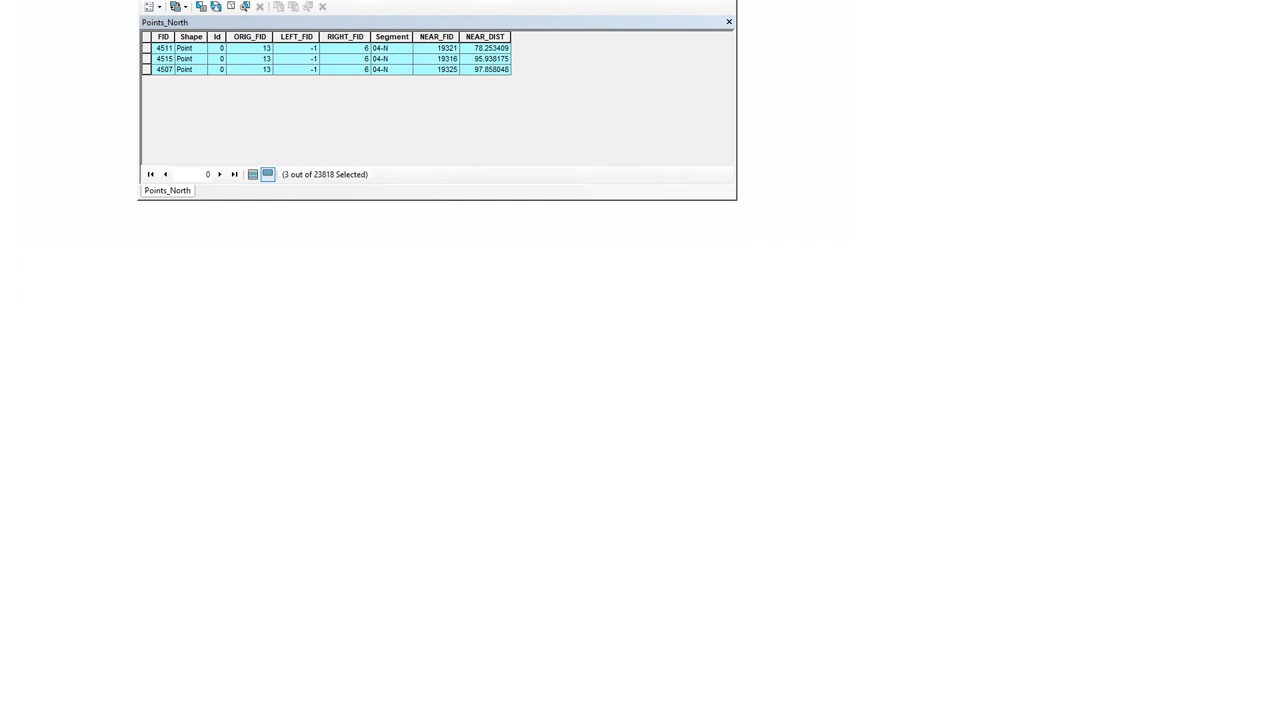 Points_North
FID Shape Id ORIG_FID LEFT_FID RIGHT_FID Segment NEAR_FID NEAR_DIST
4511 Point 0 13 -1 6 04-N 19321 78.253409
4515 Point 0 13 -1 6 04-N 19316 95.938175
4507 Point 0 13 -1 6 04-N 19325 97.858048
0 (3 out of 23818 Selected)
Points_North